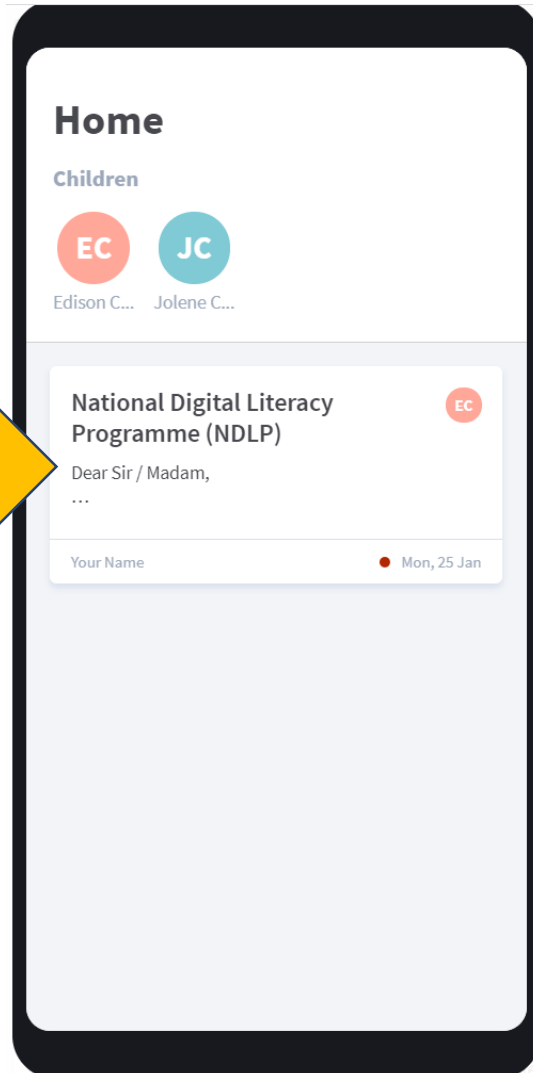 Home
Children
EC JC
Edison C... Jolene C...
National Digital Literacy EC
Programme (NDLP)
Dear Sir / Madam,
...
Your Name Mon, 25 Jan